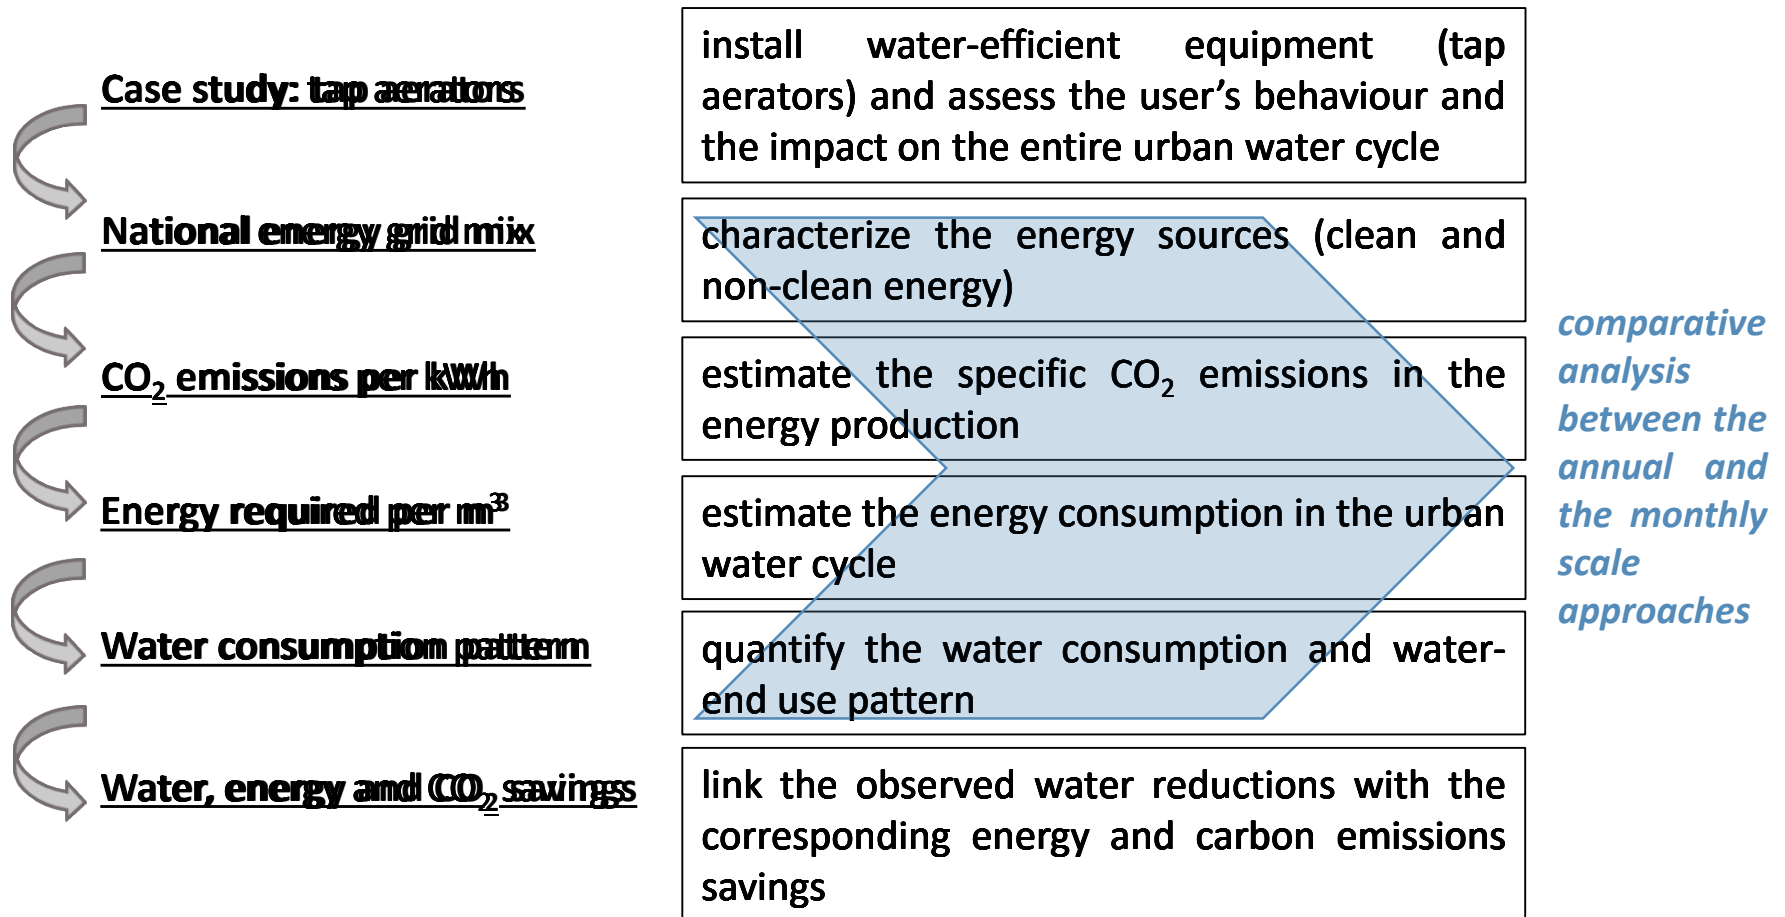 Case study: tap aerators
install water-efficient equipment (tap
aerators) and assess the user’s behaviour and
the impact on the entire urban water cycle
National energy grid mix
characterize the energy sources (clean and
non-clean energy)
CO₂ emissions per kWh
estimate the specific CO₂ emissions in the
energy production
Energy required per m³
estimate the energy consumption in the urban
water cycle
Water consumption pattern
quantify the water consumption and water-
end use pattern
Water, energy and CO₂ savings
link the observed water reductions with the
corresponding energy and carbon emissions
savings
comparative
analysis
between the
annual and
the monthly
scale
approaches